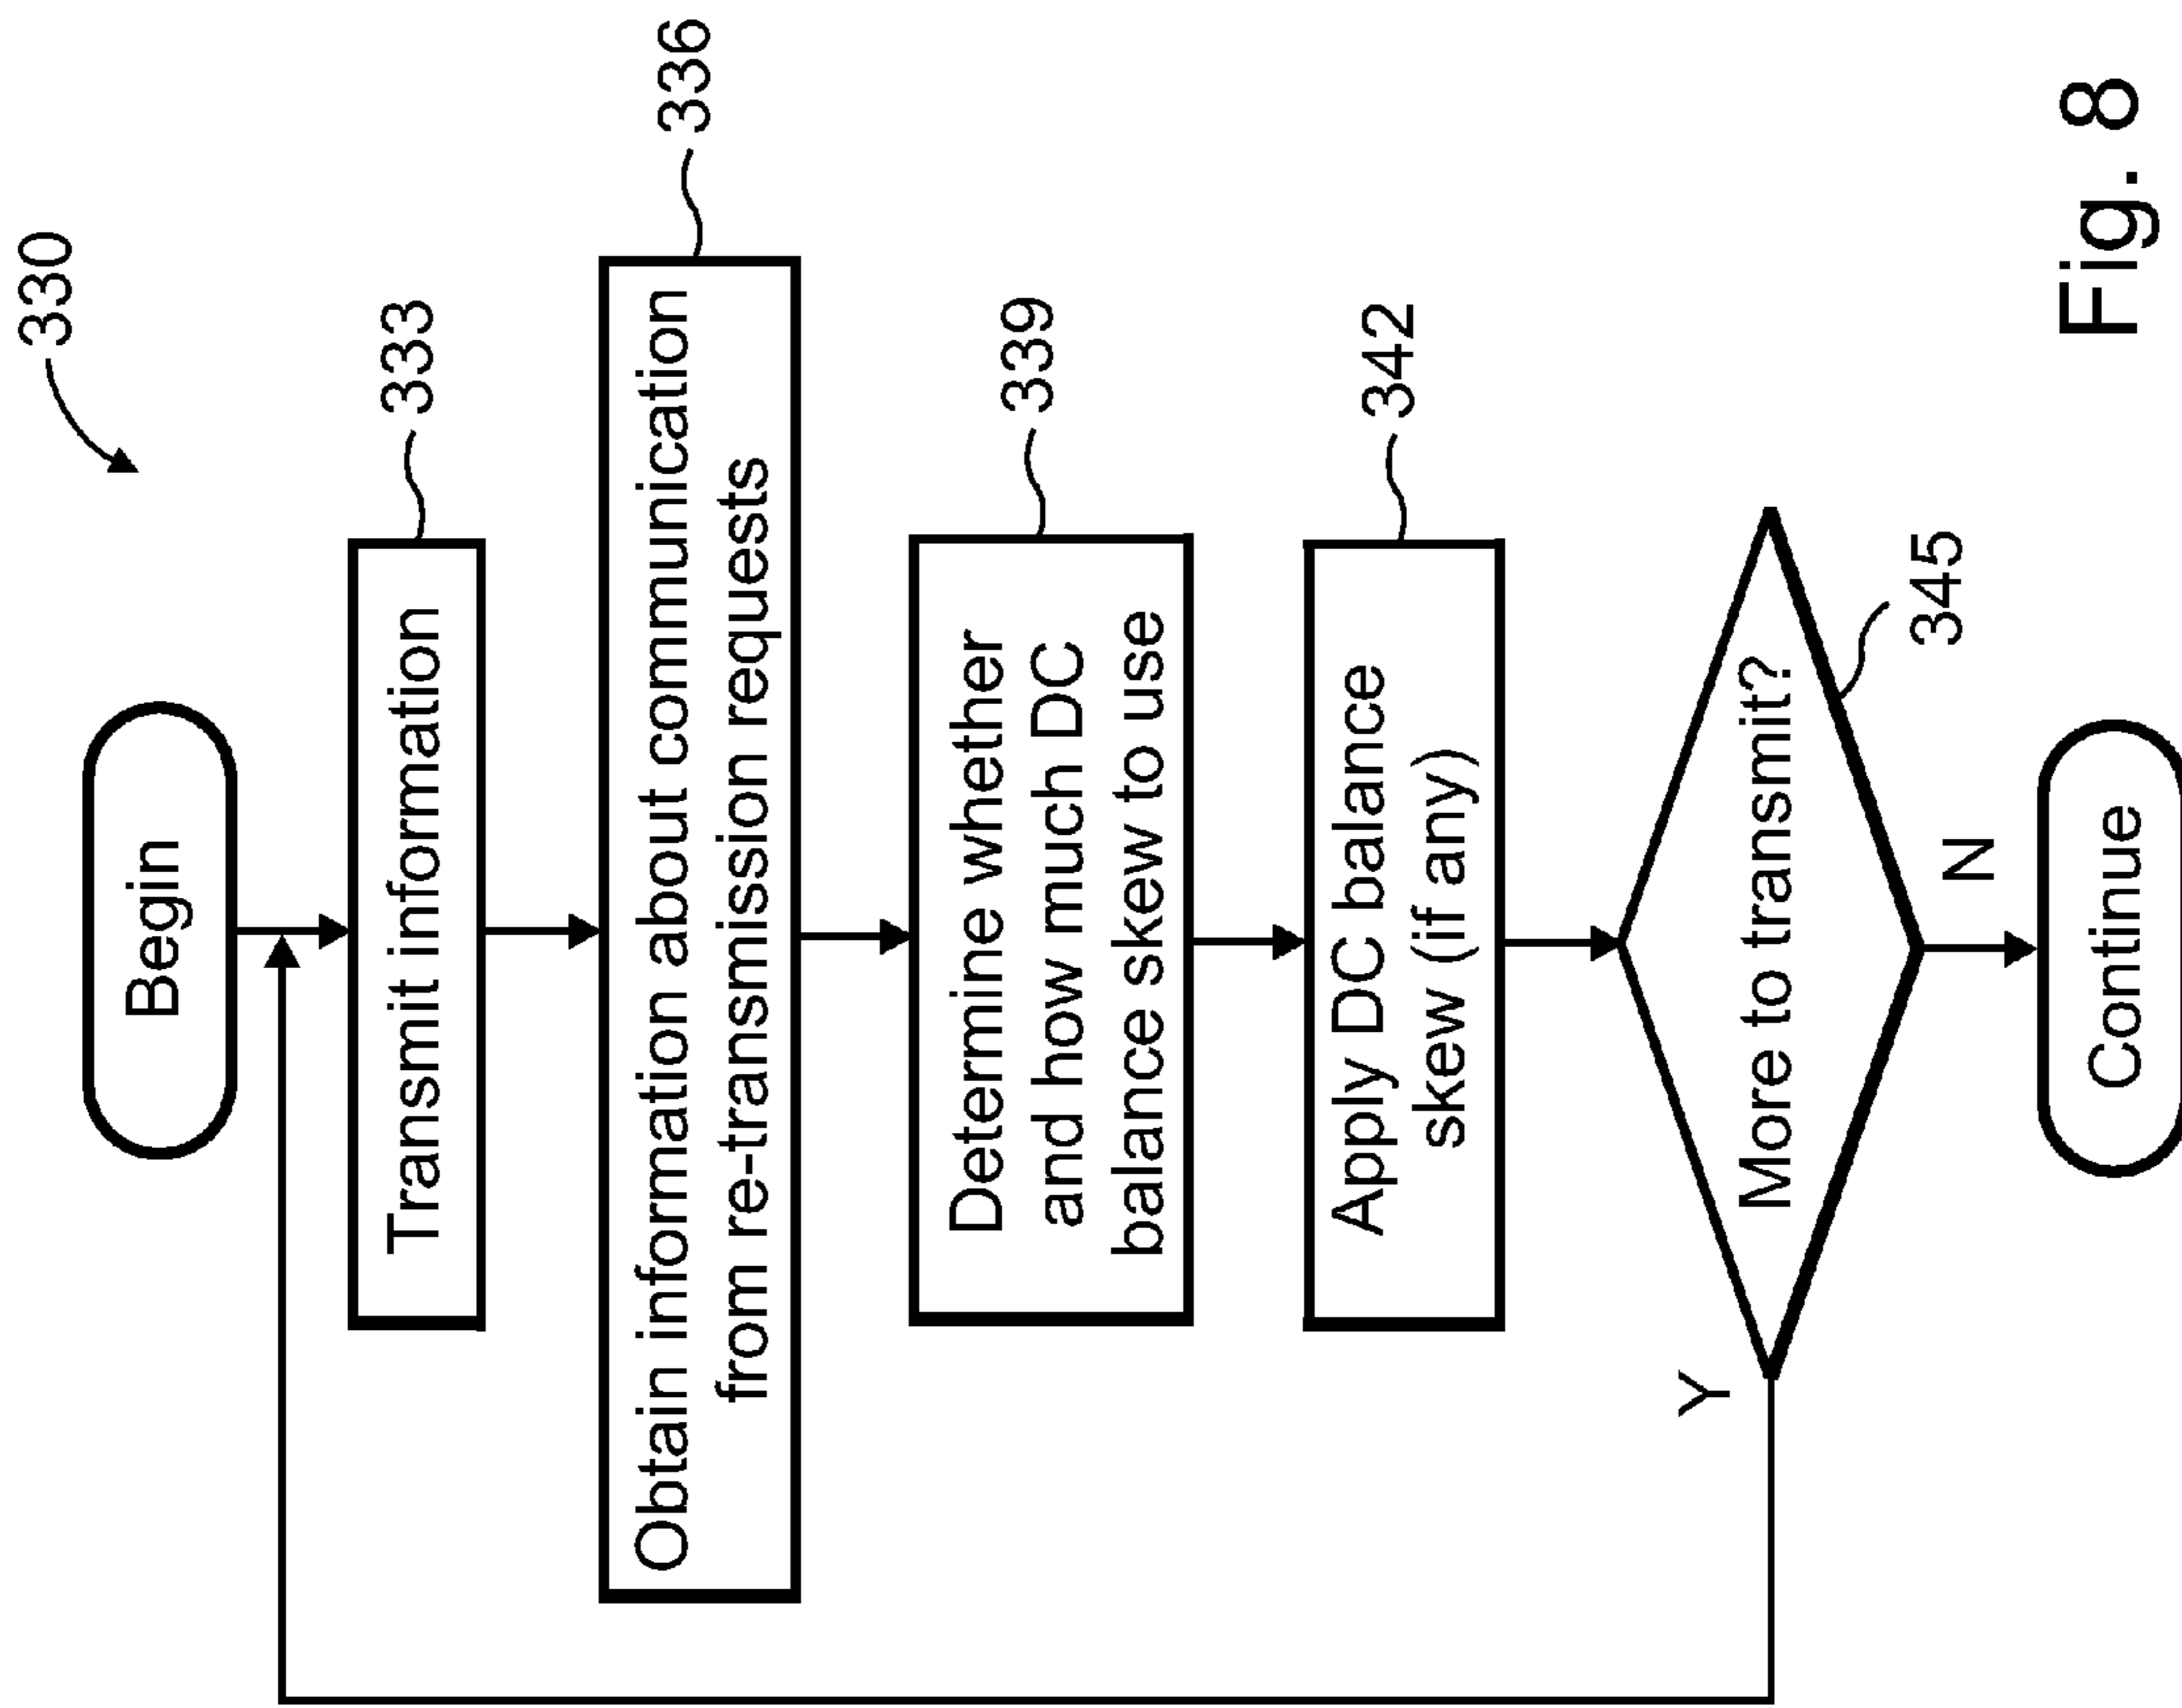 330
Begin
Transmit information
333
Obtain information about communication
from re-transmission requests
336
Determine whether
and how much DC
balance skew to use
339
Apply DC balance
skew (if any)
342
More to transmit?
345
Y
N
Continue
Fig. 8